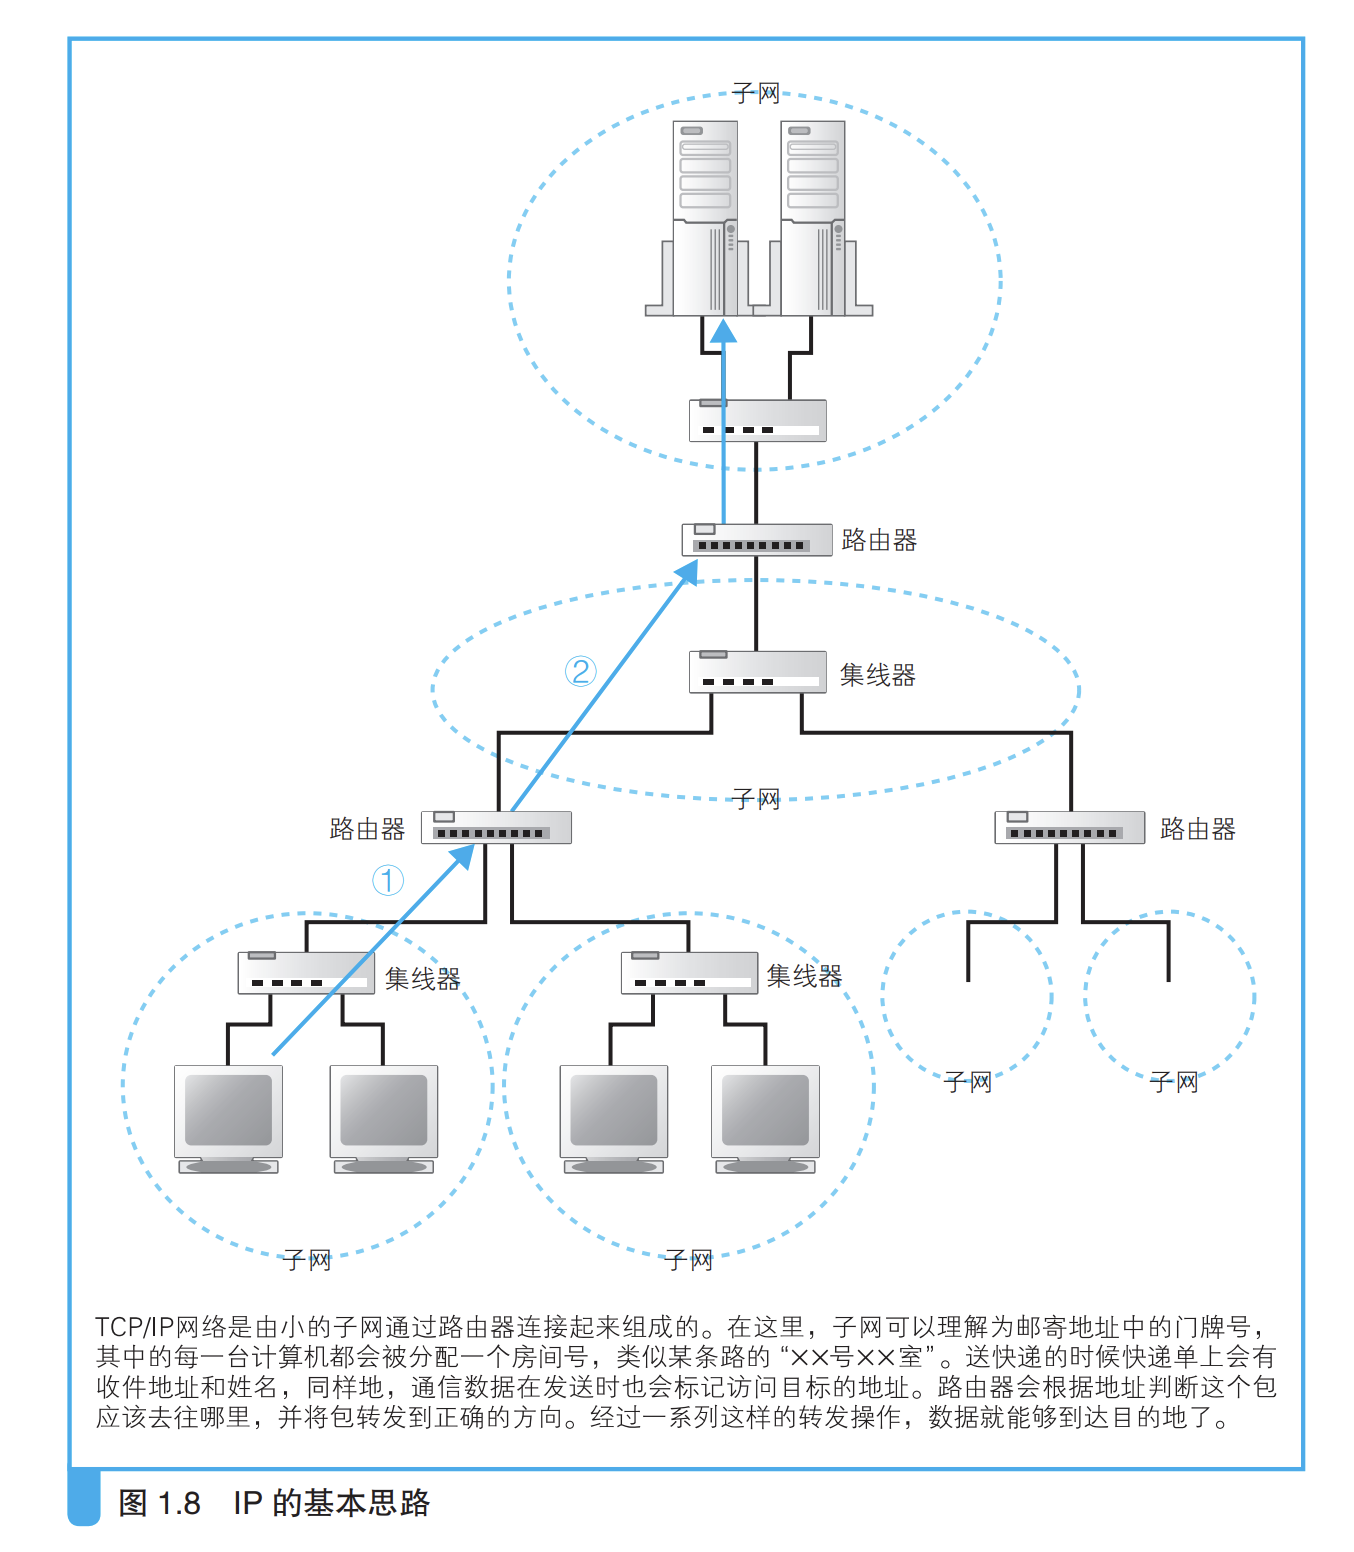 子网
路由器
集线器
②
子网
路由器
路由器
①
集线器
集线器
子网
子网
子网
子网
TCP/IP网络是由小的子网通过路由器连接起来组成的。在这里，子网可以理解为邮寄地址中的门牌号，
其中的每一台计算机都会被分配一个房间号，类似某条路的“××号××室”。送快递的时候快递单上会有
收件地址和姓名，同样地，通信数据在发送时也会标记访问目标的地址。路由器会根据地址判断这个包
应该去往哪里，并将包转发到正确的方向。经过一系列这样的转发操作，数据就能够到达目的地了。
图 1.8 IP 的基本思路